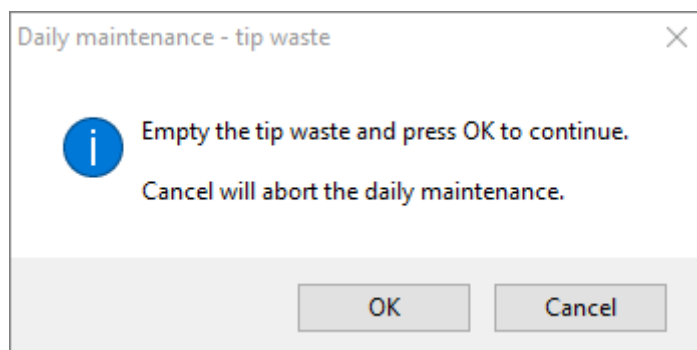 Daily maintenance - tip waste
Empty the tip waste and press OK to continue.
Cancel will abort the daily maintenance.
OK
Cancel